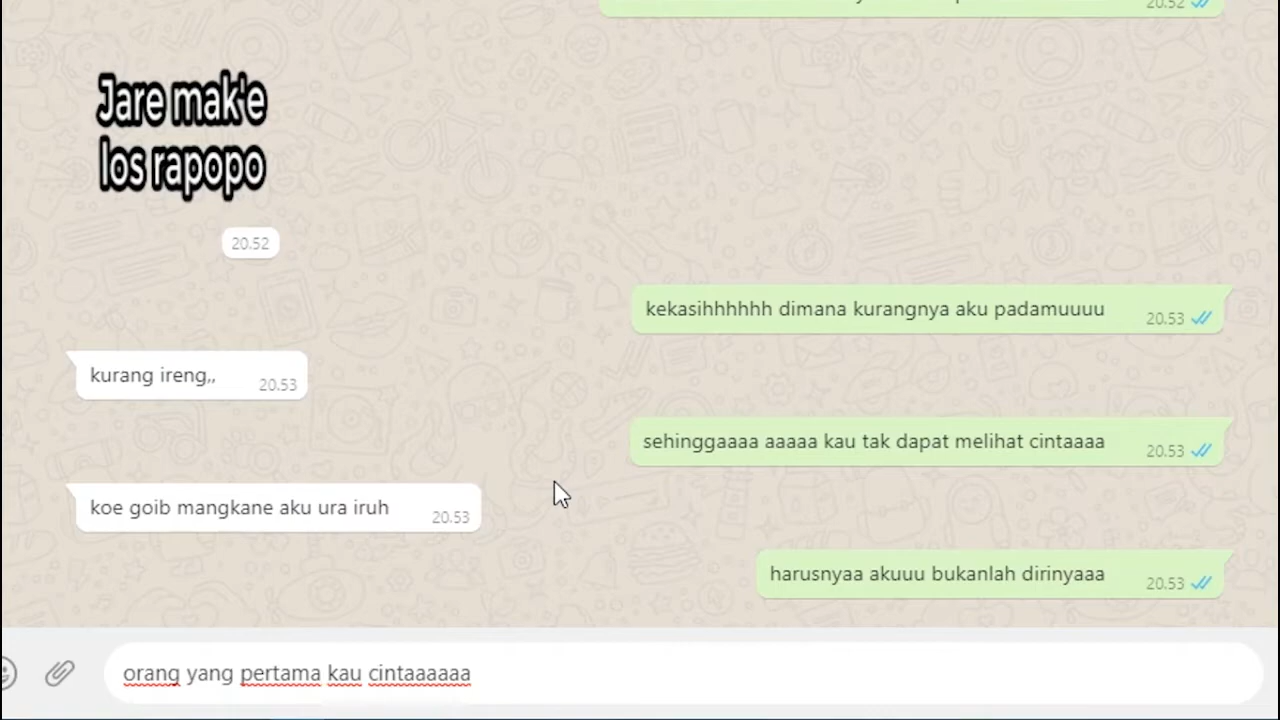 20.52
Jare mak'e
los rapopo
20.52
kekasihhhhhh dimana kurangnya aku padamuuuu 20.53
kurang ireng,, 20.53
sehinggaaaa aaaaa kau tak dapat melihat cintaaaa 20.53
koe goib mangkane aku ura iruh 20.53
harusnyaa akuuu bukanlah dirinyaaa 20.53
orang yang pertama kau cintaaaaaa